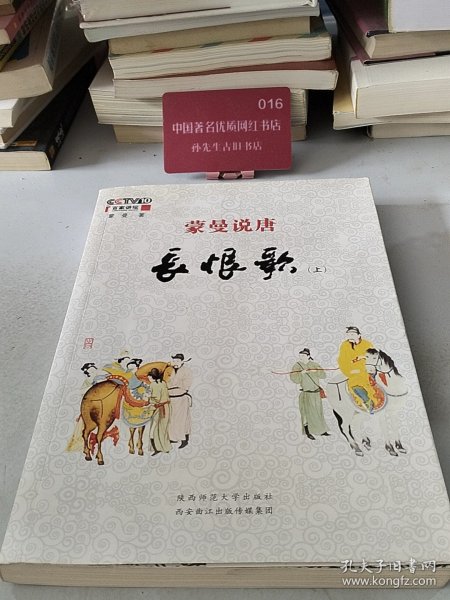 016
中国著名优质网红书店
孙先生古旧书店
CCTV10
百家讲坛
蒙曼 著
蒙曼说唐
长恨歌(上)
陕西师范大学出版社
西安曲江出版传媒集团
孔夫子旧书网
www.kongfz.com